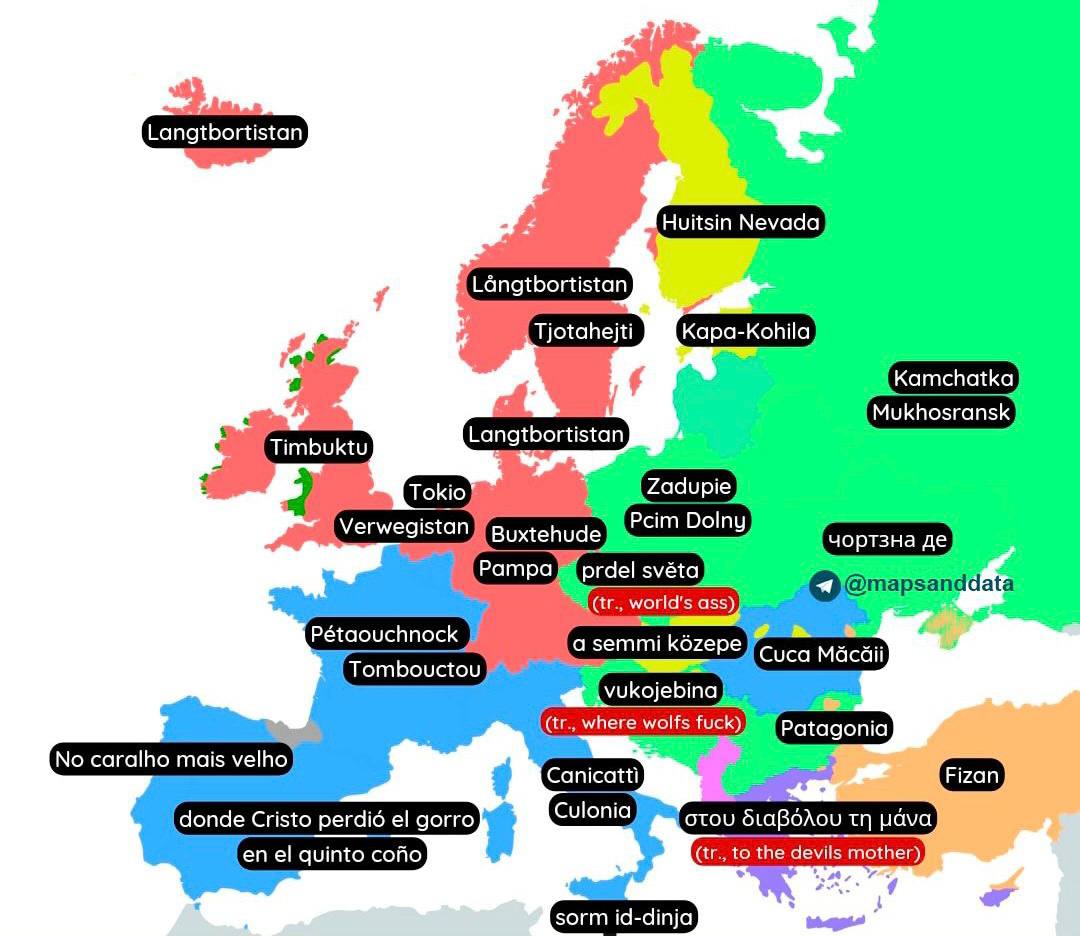 Langtbortistan
Huitsin Nevada
Långtbortistan
Tjotahejti
Kapa-Kohila
Kamchatka
Mukhosransk
Langtbortistan
Timbuktu
Tokio
Verwegistan
Buxtehude
Pampa
Zadupie
Pcim Dolny
чортзна де
prdel světa
(tr., world's ass)
@mapsanddata
Pétaouchnock
Tombouctou
a semmi közepe
Cuca Măcăii
vukojebina
(tr., where wolfs fuck)
Patagonia
No caralho mais velho
Canicattì
Culonia
Fizan
donde Cristo perdió el gorro
en el quinto coño
στου διαβόλου τη μάνα
(tr., to the devils mother)
sorm id-dinja